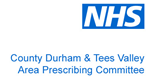 NHS
County Durham & Tees Valley
Area Prescribing Committee